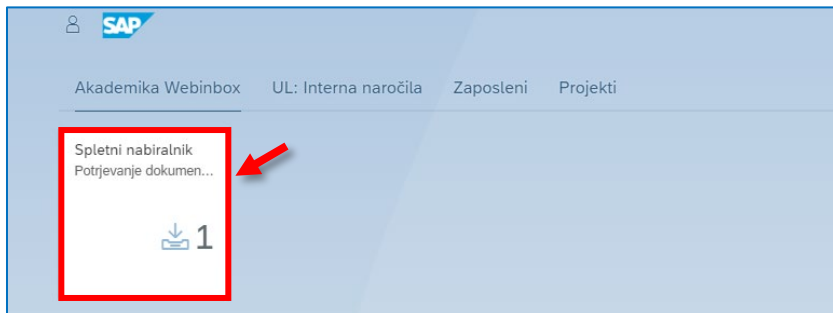 SAP
Akademika Webinbox UL: Interna naročila Zaposleni Projekti
Spletni nabiralnik
Potrjevanje dokumen...
1